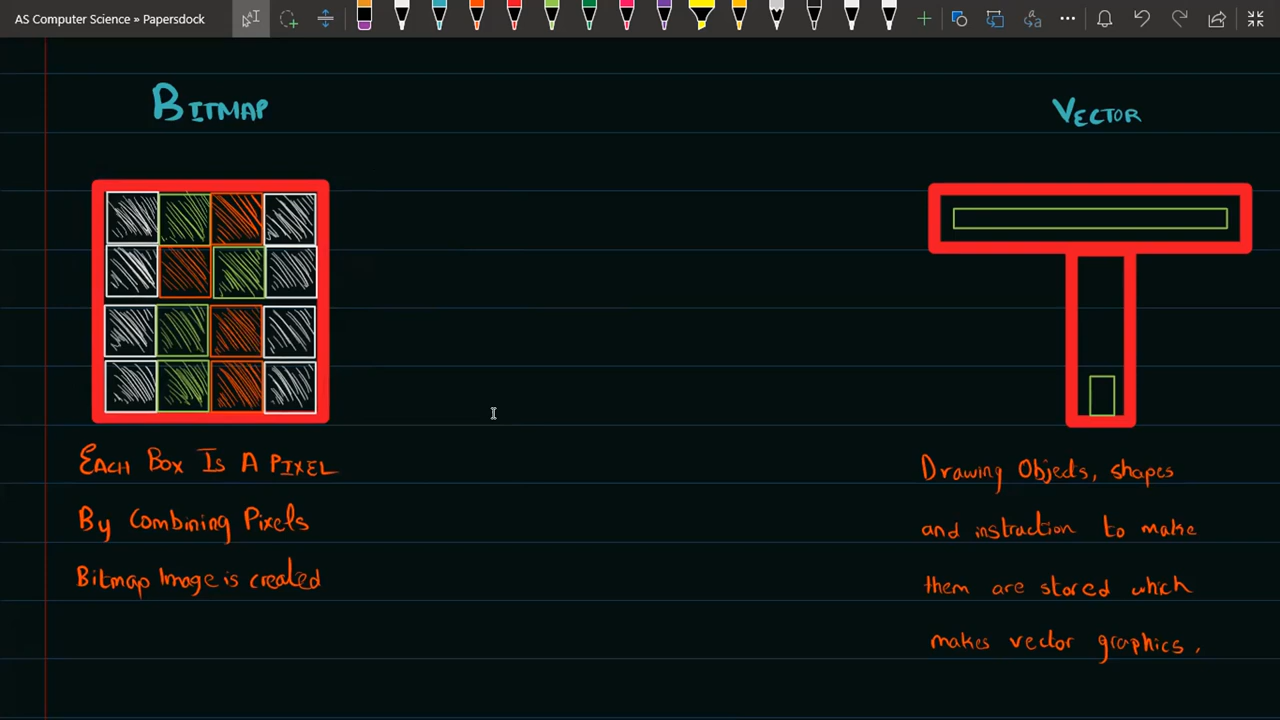 AS Computer Science » Papersdock
BITMAP
EACH BOX IS A PIXEL
By Combining Pixels
Bitmap Image is created
VECTOR
Drawing Objects, shapes
and instraction to make
them are stored which
makes vector graphics.